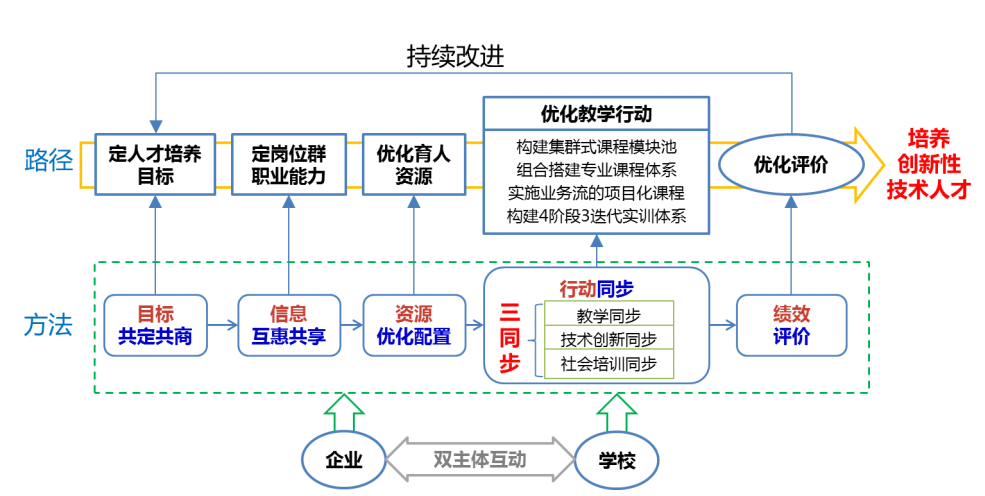 持续改进
路径
定人才培养
目标
定岗位群
职业能力
优化育人
资源
优化教学行动
构建集群式课程模块池
组合搭建专业课程体系
实施业务流的项目化课程
构建4阶段3迭代实训体系
优化评价
培养
创新性
技术人才
方法
目标
共定共商
信息
互惠共享
资源
优化配置
行动同步
三
同
步
教学同步
技术创新同步
社会培训同步
绩效
评价
企业
双主体互动
学校